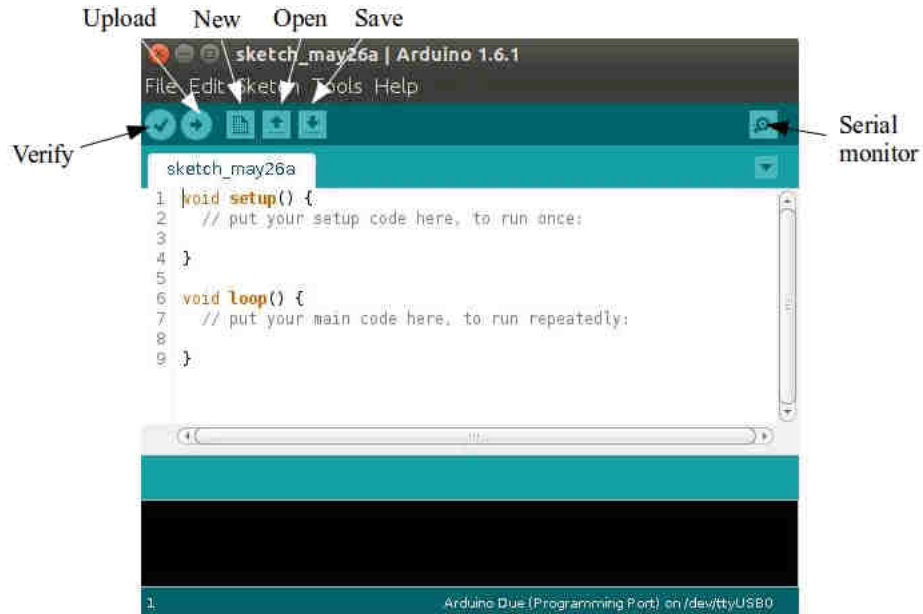 Upload New Open Save
sketch_may26a | Arduino 1.6.1
File Edit Sketch Tools Help
Verify
Serial
monitor
sketch_may26a
1 void setup() {
2 // put your setup code here, to run once:
3
4 }
5
6 void loop() {
7 // put your main code here, to run repeatedly:
8
9 }
1 Arduino Due (Programming Port) on /dev/ttyUSB0